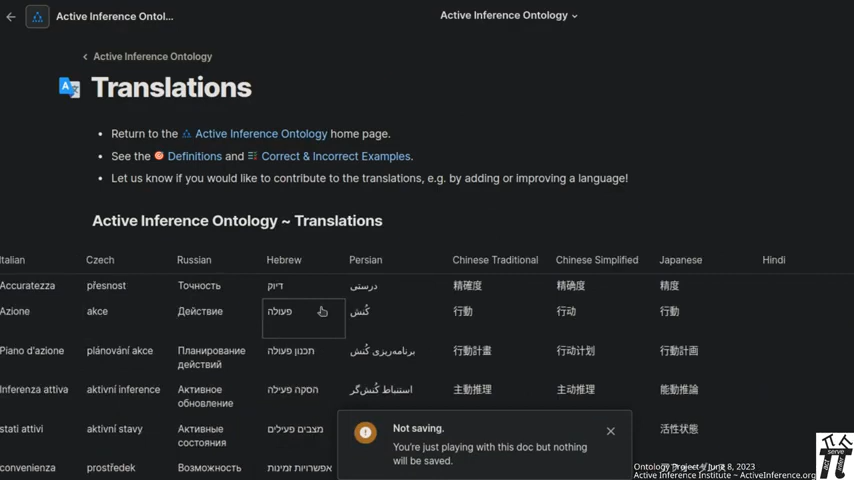 Active Inference Ontol...
Active Inference Ontology
Active Inference Ontology
Translations
Return to the Active Inference Ontology home page.
See the Definitions and Correct & Incorrect Examples.
Let us know if you would like to contribute to the translations, e.g. by adding or improving a language!
Active Inference Ontology ~ Translations
Italian Czech Russian Hebrew Persian Chinese Traditional Chinese Simplified Japanese Hindi
Accuratezza přesnost Точность דיוק درستی 精確度 精确度 精度
Azione akce Действие פעולה کُنش 行動 行动 行動
Piano d'azione plánování akce Планирование תכנון פעולה برنامه‌ریزی کُنش 行動計畫 行动计划 行動計画
действий
Inferenza attiva aktivní inference Активное הסקה פעילה استنباط کُنش‌گر 主動推理 主动推理 能動推論
обновление
stati attivi aktivní stavy Активные מצבים פעילים 活性状態
состояния
convenienza prostředek Возможность אפשרויות זמינות
Not saving.
You're just playing with this doc but nothing
will be saved.
Ontology Project ~ June 8, 2023
Active Inference Institute ~ ActiveInference.org
serve